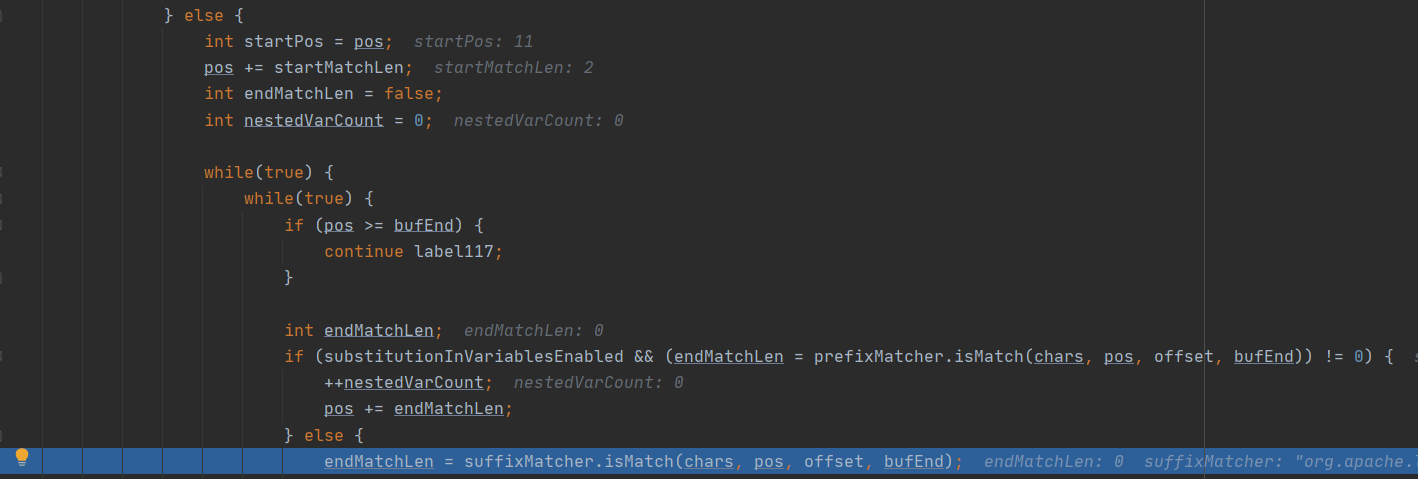 } else {
int startPos = pos;  startPos: 11
pos += startMatchLen;  startMatchLen: 2
int endMatchLen = false;
int nestedVarCount = 0;  nestedVarCount: 0
while(true) {
while(true) {
if (pos >= bufEnd) {
continue label117;
}
int endMatchLen;  endMatchLen: 0
if (substitutionInVariablesEnabled && (endMatchLen = prefixMatcher.isMatch(chars, pos, offset, bufEnd)) != 0) {
++nestedVarCount;  nestedVarCount: 0
pos += endMatchLen;
} else {
endMatchLen = suffixMatcher.isMatch(chars, pos, offset, bufEnd);  endMatchLen: 0  suffixMatcher: "org.apache.